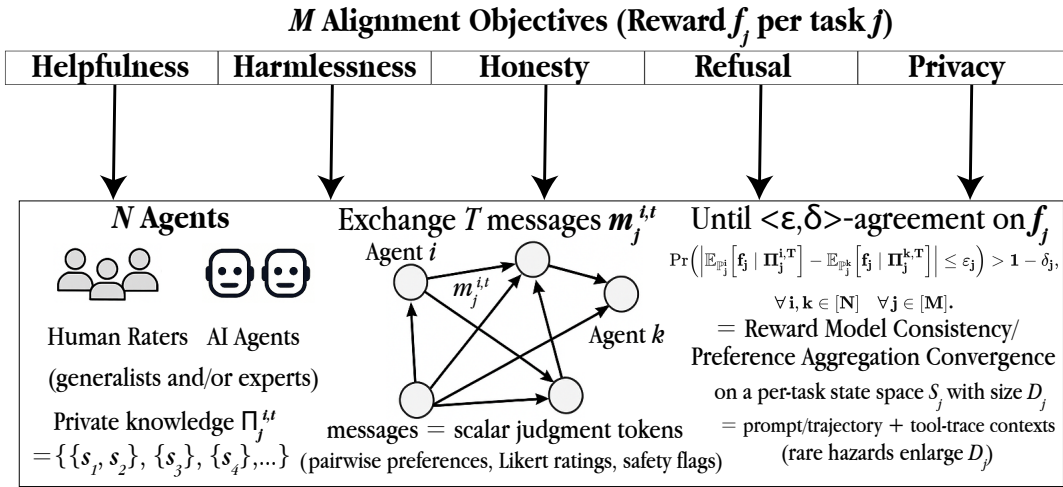 M Alignment Objectives (Reward f_j per task j)
Helpfulness Harmlessness Honesty Refusal Privacy
N Agents
Human Raters AI Agents
(generalists and/or experts)
Private knowledge Π_j^{i,t}
={{s_1, s_2}, {s_3}, {s_4},...}
Exchange T messages m_j^{i,t}
Agent i
m_j^{i,t}
Agent k
messages = scalar judgment tokens
(pairwise preferences, Likert ratings, safety flags)
Until <ε,δ>-agreement on f_j
Pr(|𝔼_{ℙ_j^i}[f_j | Π_j^{i,T}] − 𝔼_{ℙ_j^k}[f_j | Π_j^{k,T}]| ≤ ε_j) > 1 − δ_j,
∀ i, k ∈ [N] ∀ j ∈ [M].
= Reward Model Consistency/
Preference Aggregation Convergence
on a per-task state space S_j with size D_j
= prompt/trajectory + tool-trace contexts
(rare hazards enlarge D_j)